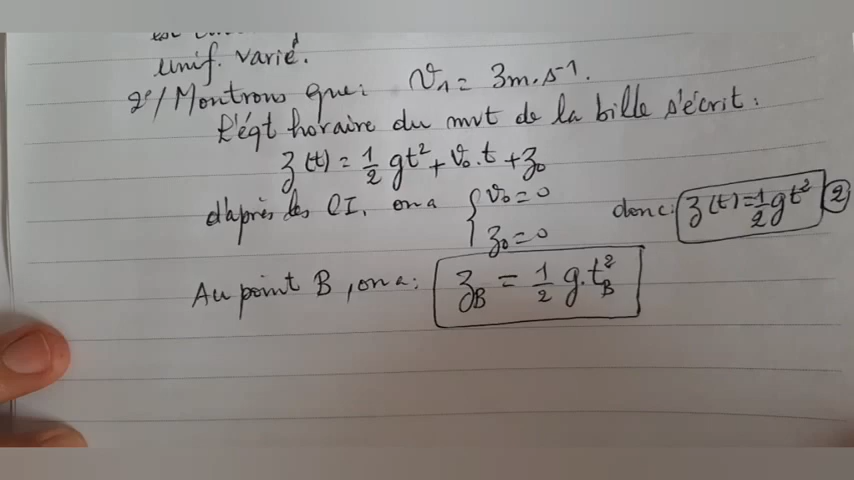 unif. varié.
2°/ Montrons que: V₁ = 3m.s⁻¹.
L'éqt horaire du mvt de la bille s'écrit :
z(t) = 1/2 gt² + V₀.t + z₀
d'après les CI, on a { V₀ = 0 donc: z(t) = 1/2 gt² (2)
z₀ = 0
Au point B, on a: z_B = 1/2 g.t_B²